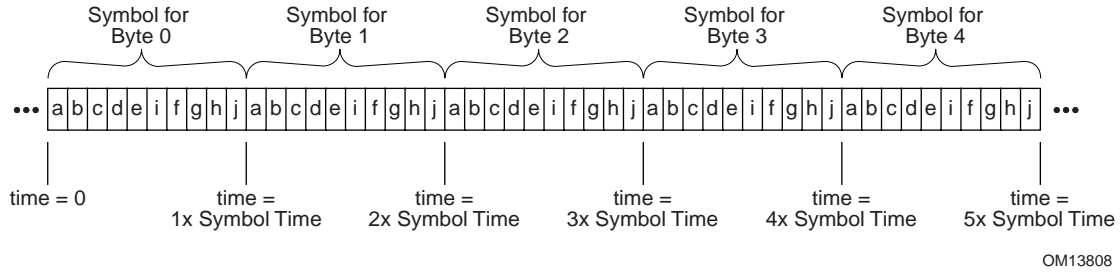 Symbol for Byte 0
Symbol for Byte 1
Symbol for Byte 2
Symbol for Byte 3
Symbol for Byte 4
••• a b c d e i f g h j a b c d e i f g h j a b c d e i f g h j a b c d e i f g h j a b c d e i f g h j •••
time = 0
time = 1x Symbol Time
time = 2x Symbol Time
time = 3x Symbol Time
time = 4x Symbol Time
time = 5x Symbol Time
OM13808